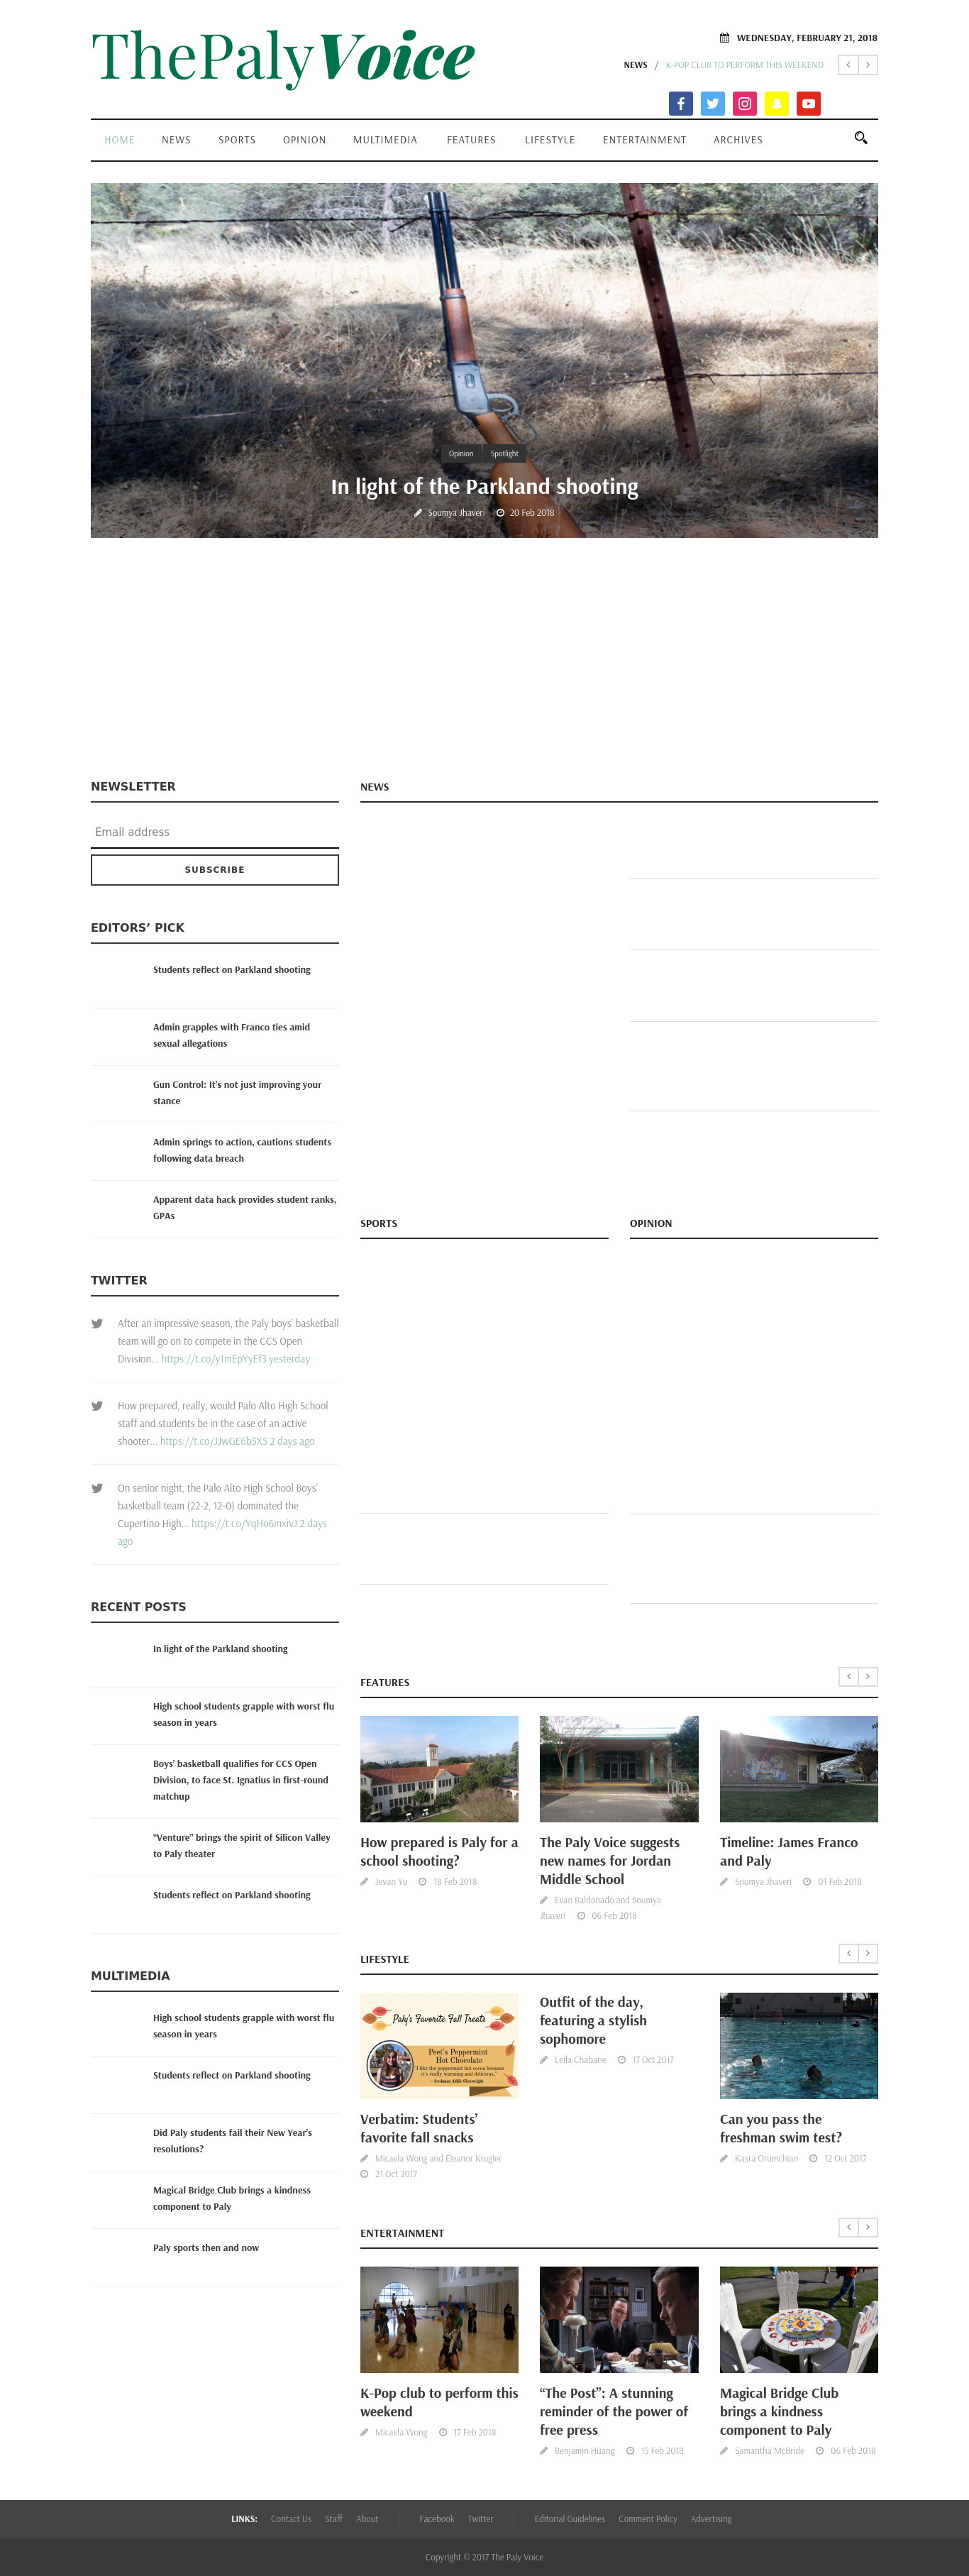 ThePalyVoice
WEDNESDAY, FEBRUARY 21, 2018
NEWS / K-POP CLUB TO PERFORM THIS WEEKEND
HOME NEWS SPORTS OPINION MULTIMEDIA FEATURES LIFESTYLE ENTERTAINMENT ARCHIVES
Opinion Spotlight
In light of the Parkland shooting
Soumya Jhaveri 20 Feb 2018
NEWSLETTER
Email address
SUBSCRIBE
EDITORS’ PICK
Students reflect on Parkland shooting
Admin grapples with Franco ties amid
sexual allegations
Gun Control: It’s not just improving your
stance
Admin springs to action, cautions students
following data breach
Apparent data hack provides student ranks,
GPAs
TWITTER
After an impressive season, the Paly boys’ basketball
team will go on to compete in the CCS Open
Division... https://t.co/y1mEpYyEf3 yesterday
How prepared, really, would Palo Alto High School
staff and students be in the case of an active
shooter... https://t.co/JJwGE6b5X5 2 days ago
On senior night, the Palo Alto High School Boys’
basketball team (22-2, 12-0) dominated the
Cupertino High... https://t.co/YqHo6mxivJ 2 days
ago
RECENT POSTS
In light of the Parkland shooting
High school students grapple with worst flu
season in years
Boys’ basketball qualifies for CCS Open
Division, to face St. Ignatius in first-round
matchup
“Venture” brings the spirit of Silicon Valley
to Paly theater
Students reflect on Parkland shooting
MULTIMEDIA
High school students grapple with worst flu
season in years
Students reflect on Parkland shooting
Did Paly students fail their New Year’s
resolutions?
Magical Bridge Club brings a kindness
component to Paly
Paly sports then and now
NEWS
SPORTS
OPINION
FEATURES
How prepared is Paly for a
school shooting?
Jevan Yu 18 Feb 2018
The Paly Voice suggests
new names for Jordan
Middle School
Evan Baldonado and Soumya
Jhaveri 06 Feb 2018
Timeline: James Franco
and Paly
Soumya Jhaveri 01 Feb 2018
LIFESTYLE
Paly's Favorite Fall Treats
Peet's Peppermint
Hot Chocolate
"I like the peppermint hot cocoa because
it's really warming and delicious."
Verbatim: Students’
favorite fall snacks
Micaela Wong and Eleanor Krugler
21 Oct 2017
Outfit of the day,
featuring a stylish
sophomore
Leila Chabane 17 Oct 2017
Can you pass the
freshman swim test?
Kasra Orumchian 12 Oct 2017
ENTERTAINMENT
K-Pop club to perform this
weekend
Micaela Wong 17 Feb 2018
“The Post”: A stunning
reminder of the power of
free press
Benjamin Huang 15 Feb 2018
Magical Bridge Club
brings a kindness
component to Paly
Samantha McBride 06 Feb 2018
LINKS: Contact Us Staff About | Facebook Twitter | Editorial Guidelines Comment Policy Advertising
Copyright © 2017 The Paly Voice